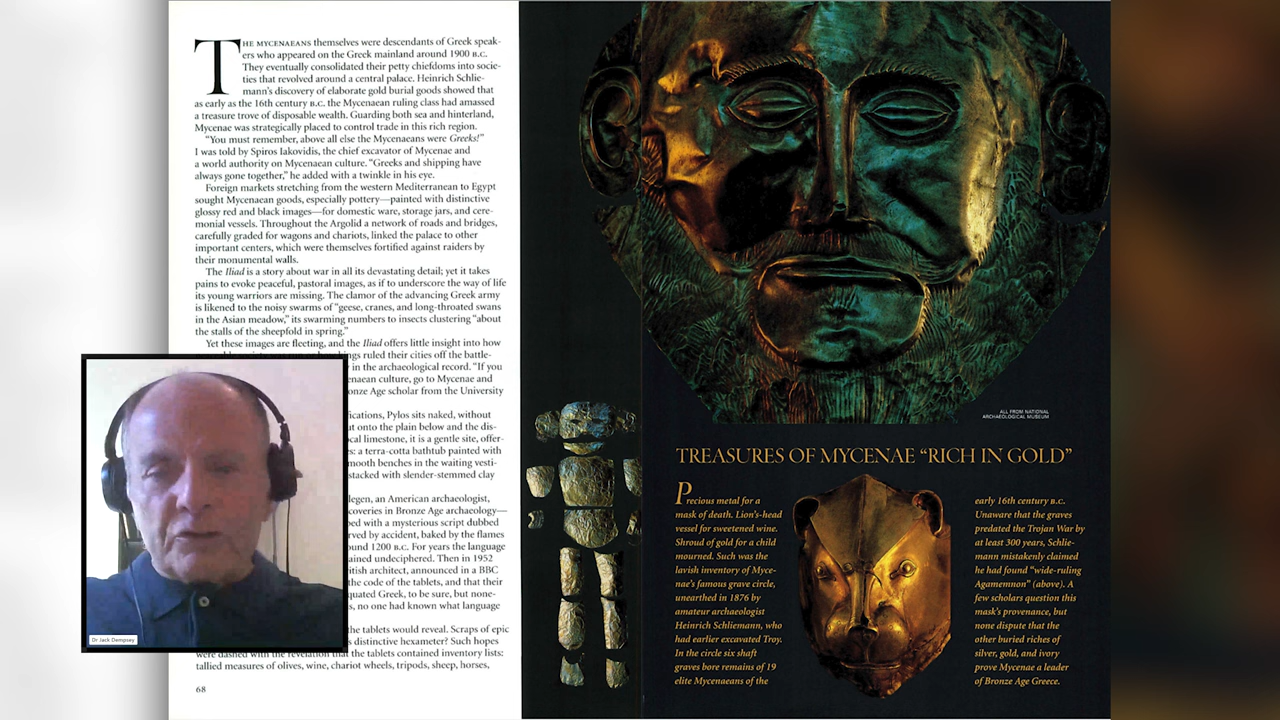 THE MYCENAEANS themselves were descendants of Greek speak-
ers who appeared on the Greek mainland around 1900 B.C.
They eventually consolidated their petty chiefdoms into socie-
ties that revolved around a central palace. Heinrich Schlie-
mann's discovery of elaborate gold burial goods showed that
as early as the 16th century B.C. the Mycenaean ruling class had amassed
a treasure trove of disposable wealth. Guarding both sea and hinterland,
Mycenae was strategically placed to control trade in this rich region.
"You must remember, above all else the Mycenaeans were Greeks!"
I was told by Spiros Iakovidis, the chief excavator of Mycenae and
a world authority on Mycenaean culture. "Greeks and shipping have
always gone together," he added with a twinkle in his eye.
Foreign markets stretching from the western Mediterranean to Egypt
sought Mycenaean goods, especially pottery—painted with distinctive
glossy red and black images—for domestic ware, storage jars, and cere-
monial vessels. Throughout the Argolid a network of roads and bridges,
carefully graded for wagons and chariots, linked the palace to other
important centers, which were themselves fortified against raiders by
their monumental walls.
The Iliad is a story about war in all its devastating detail; yet it takes
pains to evoke peaceful, pastoral images, as if to underscore the way of life
its young warriors are missing. The clamor of the advancing Greek army
is likened to the noisy swarms of "geese, cranes, and long-throated swans
in the Asian meadow," its swarming numbers to insects clustering "about
the stalls of the sheepfold in spring."
Yet these images are fleeting, and the Iliad offers little insight into how
ruled their cities off the battle-
in the archaeological record. "If you
culture, go to Mycenae and
Age scholar from the University
Pylos sits naked, without
onto the plain below and the dis-
limestone, it is a gentle site, offer-
a terra-cotta bathtub painted with
benches in the waiting vesti-
stacked with slender-stemmed clay
an American archaeologist,
in Bronze Age archaeology—
with a mysterious script dubbed
by accident, baked by the flames
1200 B.C. For years the language
undeciphered. Then in 1952
architect, announced in a BBC
the code of the tablets, and that their
Greek, to be sure, but none-
no one had known what language
the tablets would reveal. Scraps of epic
distinctive hexameter? Such hopes
were dashed with the revelation that the tablets contained inventory lists:
tallied measures of olives, wine, chariot wheels, tripods, sheep, horses,
68
Dr Jack Dempsey
ALL FROM NATIONAL
ARCHAEOLOGICAL MUSEUM
TREASURES OF MYCENAE "RICH IN GOLD"
Precious metal for a
mask of death. Lion's-head
vessel for sweetened wine.
Shroud of gold for a child
mourned. Such was the
lavish inventory of Myce-
nae's famous grave circle,
unearthed in 1876 by
amateur archaeologist
Heinrich Schliemann, who
had earlier excavated Troy.
In the circle six shaft
graves bore remains of 19
elite Mycenaeans of the
early 16th century B.C.
Unaware that the graves
predated the Trojan War by
at least 300 years, Schlie-
mann mistakenly claimed
he had found "wide-ruling
Agamemnon" (above). A
few scholars question this
mask's provenance, but
none dispute that the
other buried riches of
silver, gold, and ivory
prove Mycenae a leader
of Bronze Age Greece.